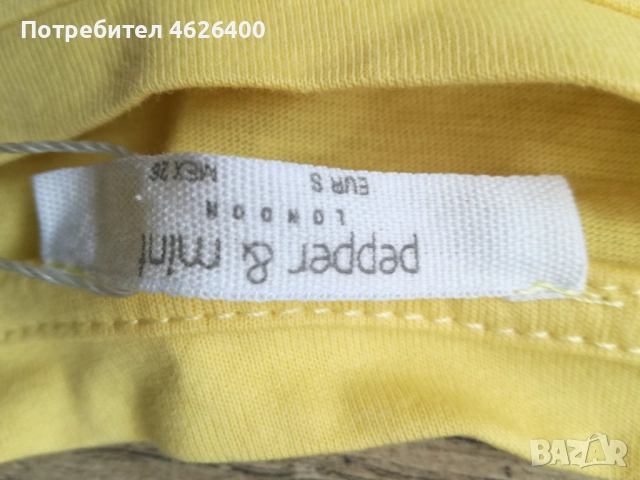 Потребител 4626400
pepper & mint
LONDON
EUR S
MEX 26
BAZAR